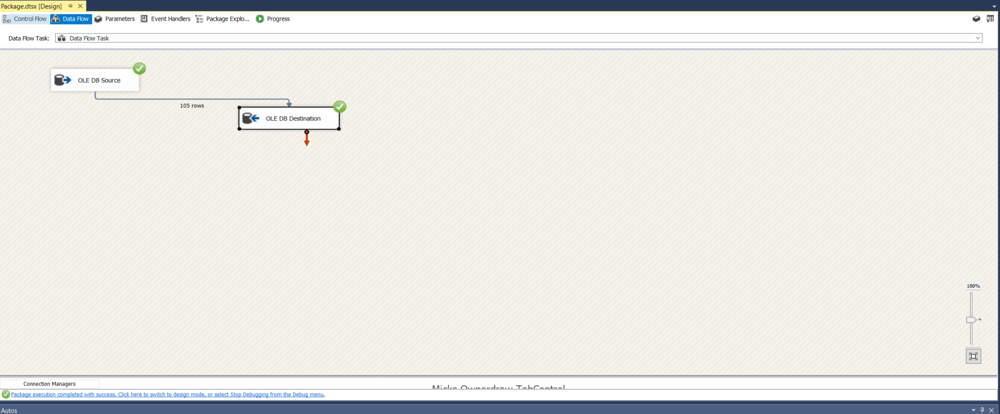 Package.dtsx [Design]
Control Flow Data Flow Parameters Event Handlers Package Explo... Progress
Data Flow Task: Data Flow Task
OLE DB Source
105 rows
OLE DB Destination
100%
Connection Managers
Micks Ownerdraw TabControl
Package execution completed with success. Click here to switch to design mode, or select Stop Debugging from the Debug menu.
Autos